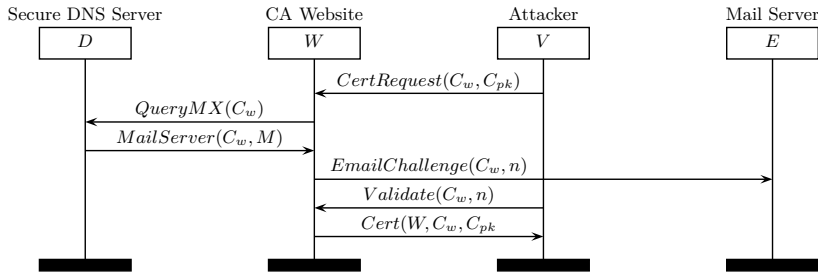 Secure DNS Server CA Website Attacker Mail Server
D W V E
CertRequest(C_w, C_pk)
QueryMX(C_w)
MailServer(C_w, M)
EmailChallenge(C_w, n)
Validate(C_w, n)
Cert(W, C_w, C_pk